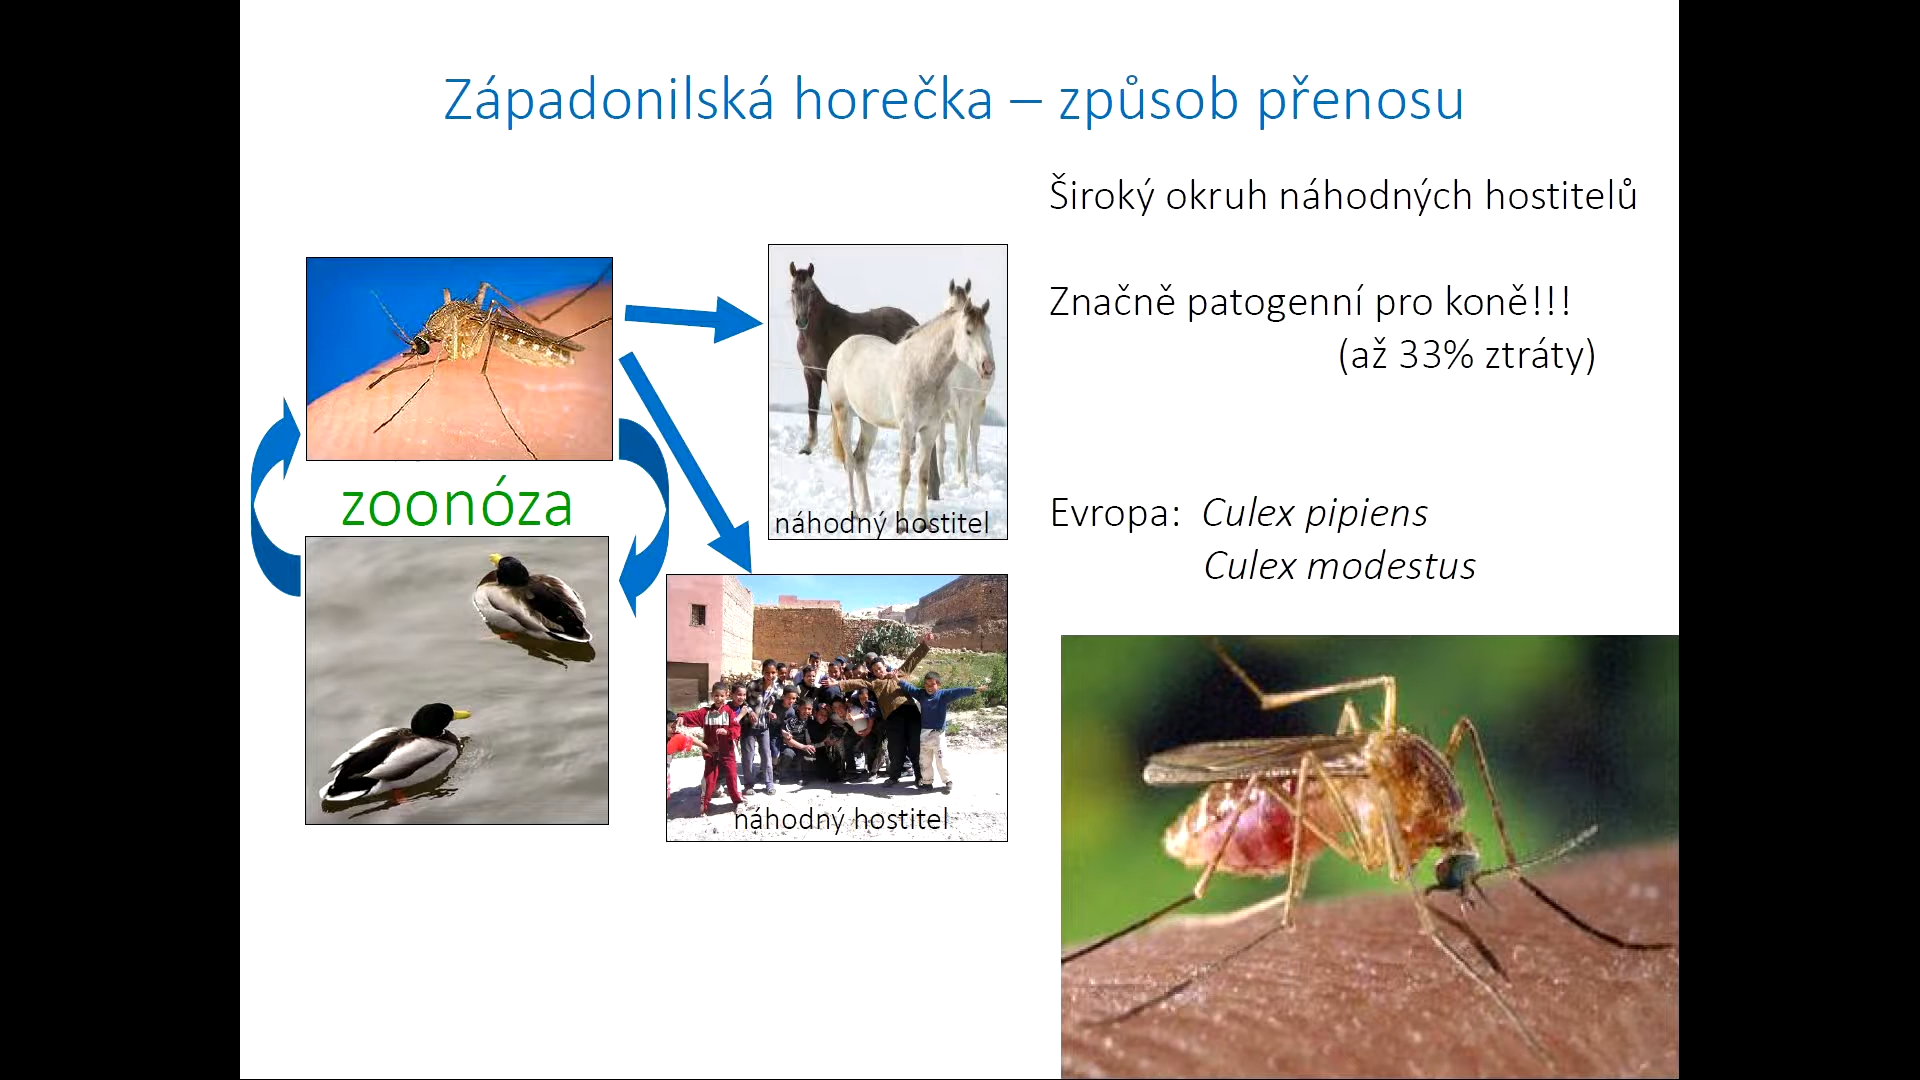 Západonilská horečka – způsob přenosu
Široký okruh náhodných hostitelů
Značně patogenní pro koně!!!
(až 33% ztráty)
zoonóza
náhodný hostitel
náhodný hostitel
Evropa: Culex pipiens
Culex modestus